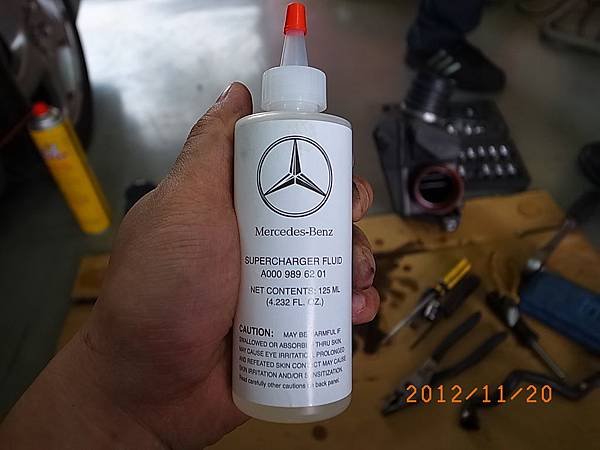 Mercedes-Benz
SUPERCHARGER FLUID
A000 989 62 01
NET CONTENTS: 125 ML
(4.232 FL. OZ.)
CAUTION: MAY BE HARMFUL IF
SWALLOWED OR ABSORBED THRU SKIN,
MAY CAUSE EYE IRRITATION, PROLONGED
AND REPEATED SKIN CONTACT MAY CAUSE
SKIN IRRITATION AND/OR SENSITIZATION.
Read carefully other cautions on back panel.
2012/11/20